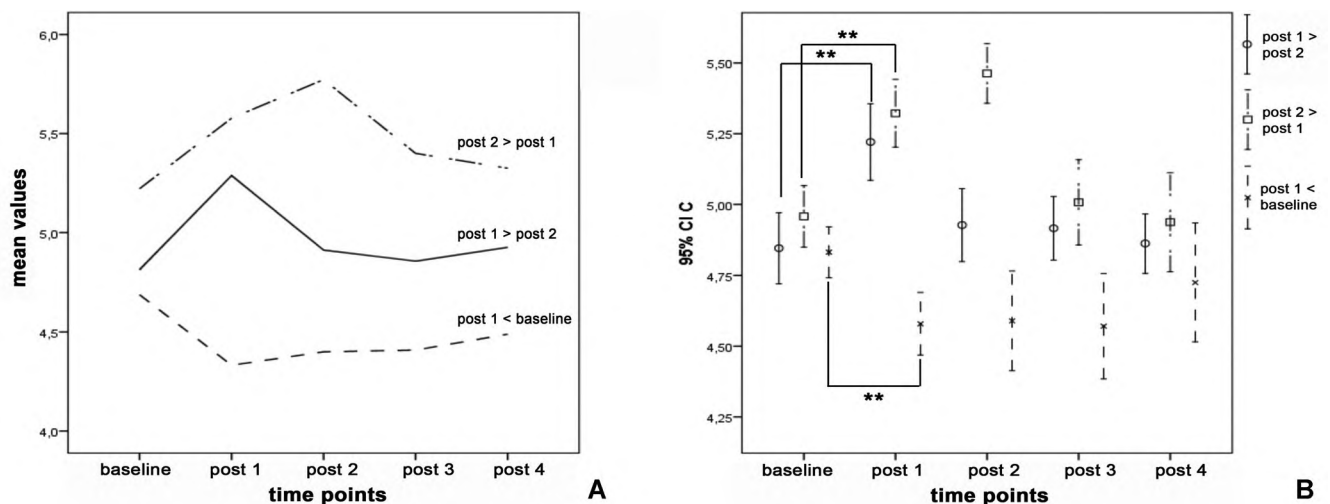 6,0
5,5
5,0
4,5
4,0
mean values
post 2 > post 1
post 1 > post 2
post 1 < baseline
baseline post 1 post 2 post 3 post 4
time points
A
5,50
5,25
5,00
4,75
4,50
4,25
95% CI C
**
**
**
baseline post 1 post 2 post 3 post 4
time points
B
post 1 >
post 2
post 2 >
post 1
post 1 <
baseline